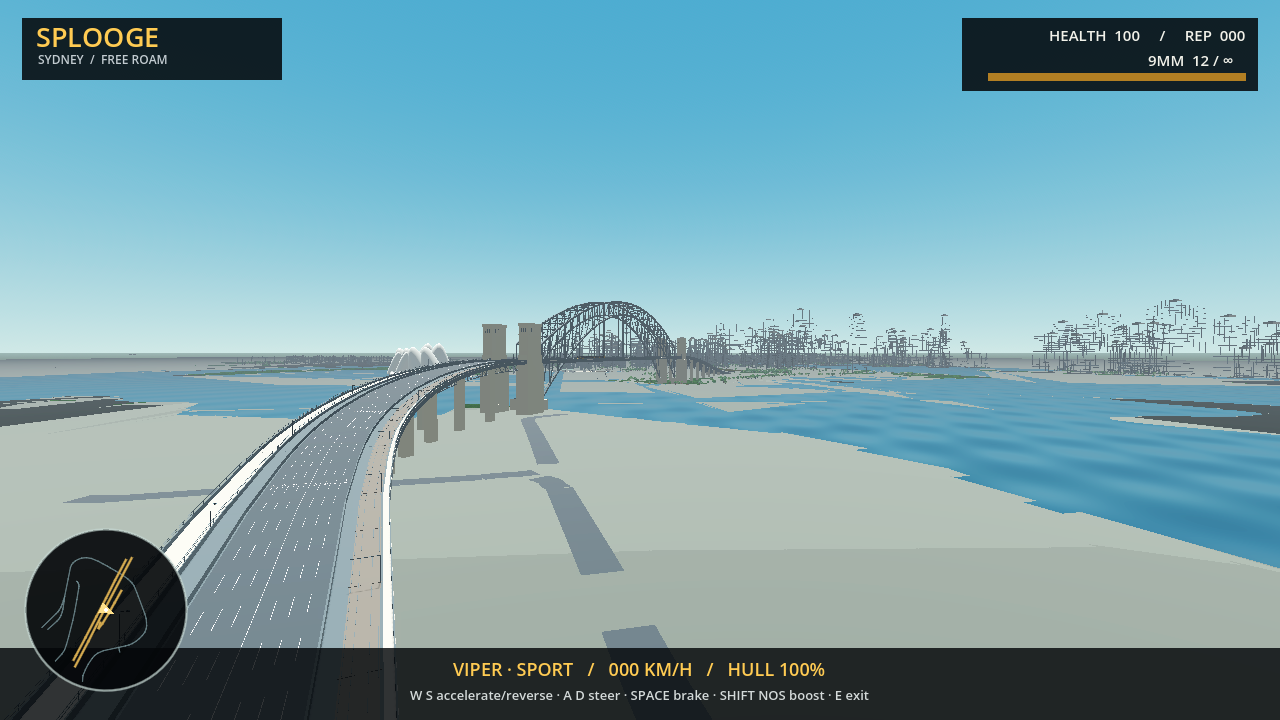 SPLOOGE
SYDNEY / FREE ROAM
HEALTH 100 / REP 000
9MM 12 / ∞
VIPER · SPORT / 000 KM/H / HULL 100%
W S accelerate/reverse · A D steer · SPACE brake · SHIFT NOS boost · E exit